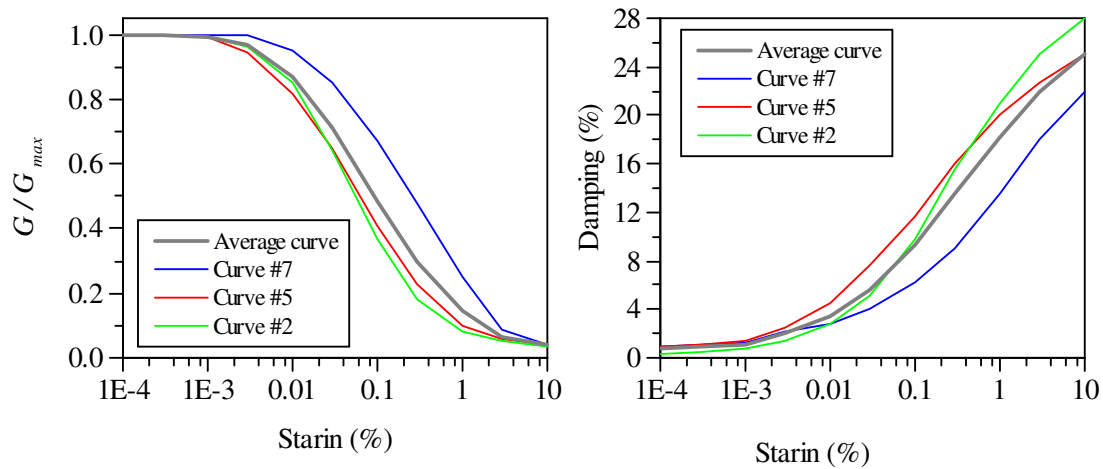 1.0
0.8
0.6
0.4
0.2
0.0
G / G max
Average curve
Curve #7
Curve #5
Curve #2
1E-4 1E-3 0.01 0.1 1 10
Starin (%)
28
24
20
16
12
8
4
0
Damping (%)
Average curve
Curve #7
Curve #5
Curve #2
1E-4 1E-3 0.01 0.1 1 10
Starin (%)